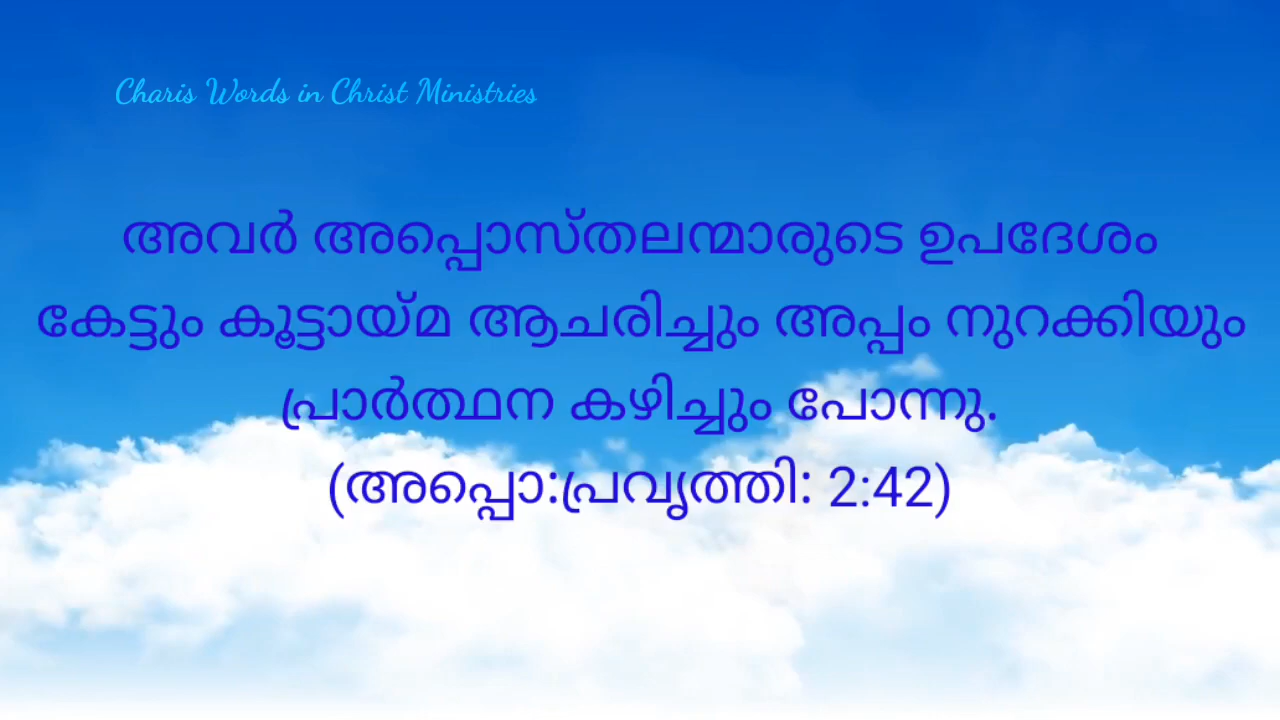 Charis Words in Christ Ministries
അവർ അപ്പൊസ്തലന്മാരുടെ ഉപദേശം
കേട്ടും കൂട്ടായ്മ ആചരിച്ചും അപ്പം നുറക്കിയും
പ്രാർത്ഥന കഴിച്ചും പോന്നു.
(അപ്പൊ:പ്രവൃത്തി: 2:42)